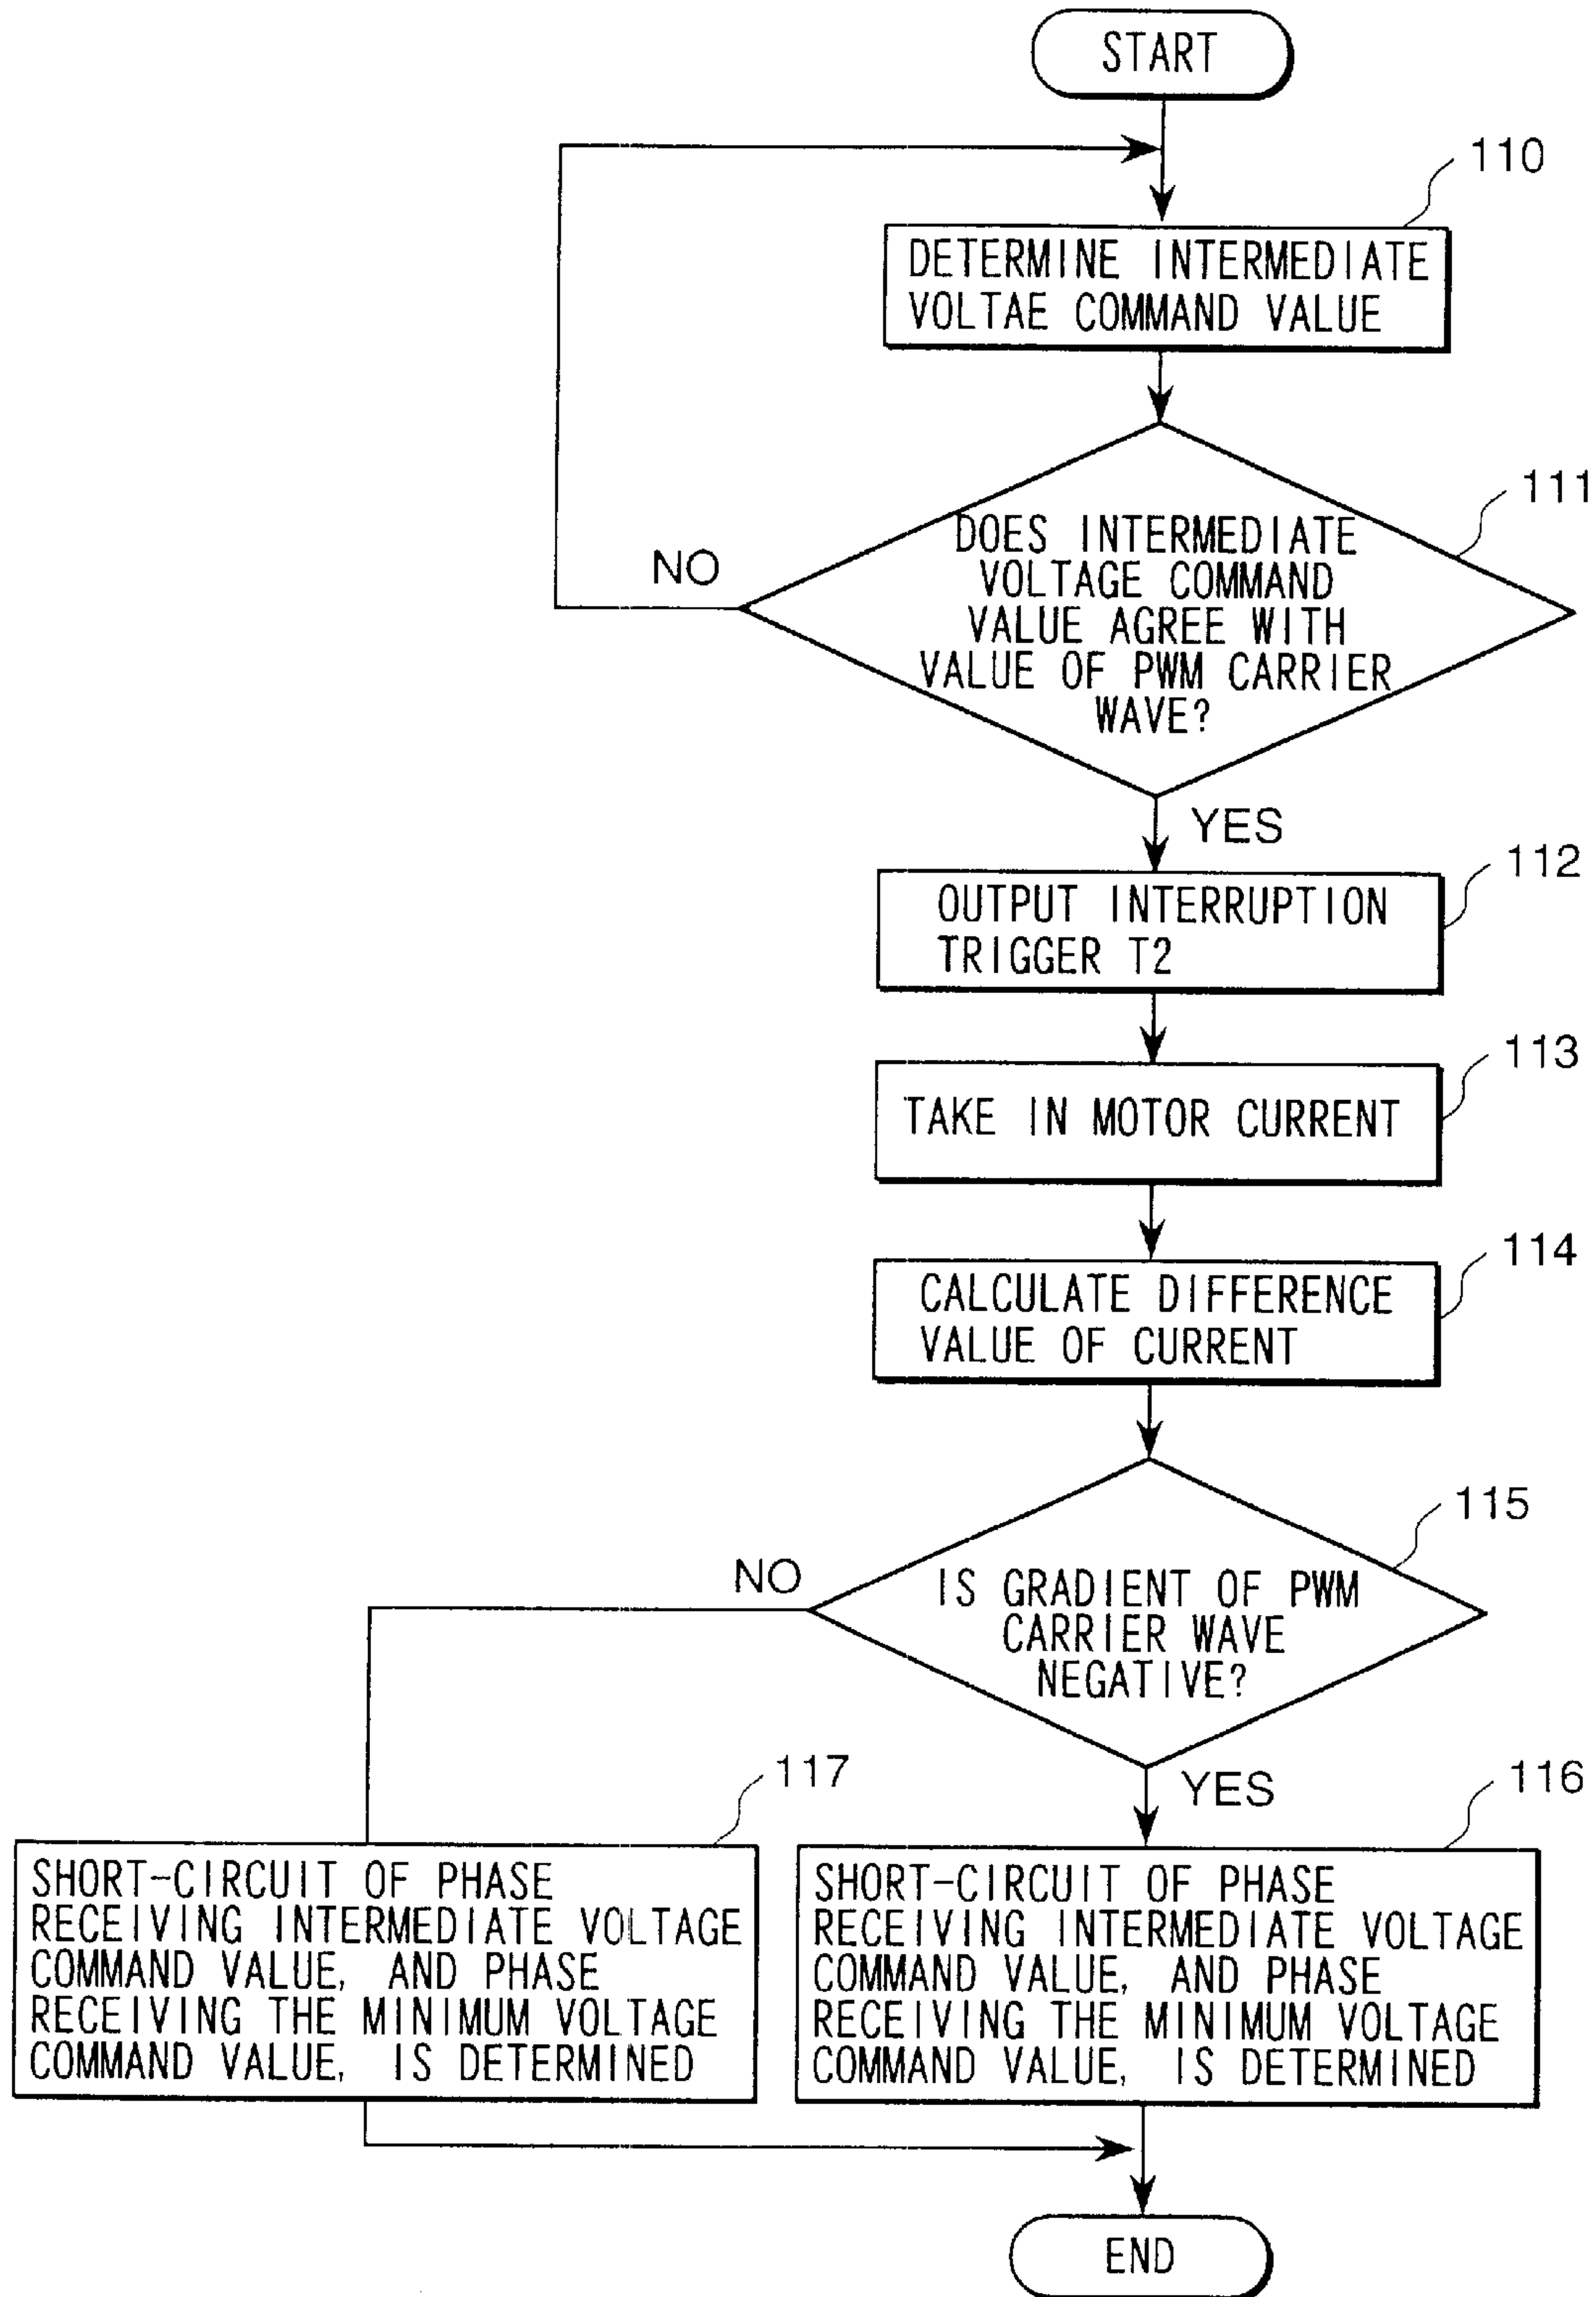 START
110
DETERMINE INTERMEDIATE
VOLTAE COMMAND VALUE
111
DOES INTERMEDIATE
VOLTAGE COMMAND
VALUE AGREE WITH
VALUE OF PWM CARRIER
WAVE?
NO
YES
112
OUTPUT INTERRUPTION
TRIGGER T2
113
TAKE IN MOTOR CURRENT
114
CALCULATE DIFFERENCE
VALUE OF CURRENT
115
IS GRADIENT OF PWM
CARRIER WAVE
NEGATIVE?
NO
YES
117
SHORT-CIRCUIT OF PHASE
RECEIVING INTERMEDIATE VOLTAGE
COMMAND VALUE, AND PHASE
RECEIVING THE MINIMUM VOLTAGE
COMMAND VALUE, IS DETERMINED
116
SHORT-CIRCUIT OF PHASE
RECEIVING INTERMEDIATE VOLTAGE
COMMAND VALUE, AND PHASE
RECEIVING THE MINIMUM VOLTAGE
COMMAND VALUE, IS DETERMINED
END